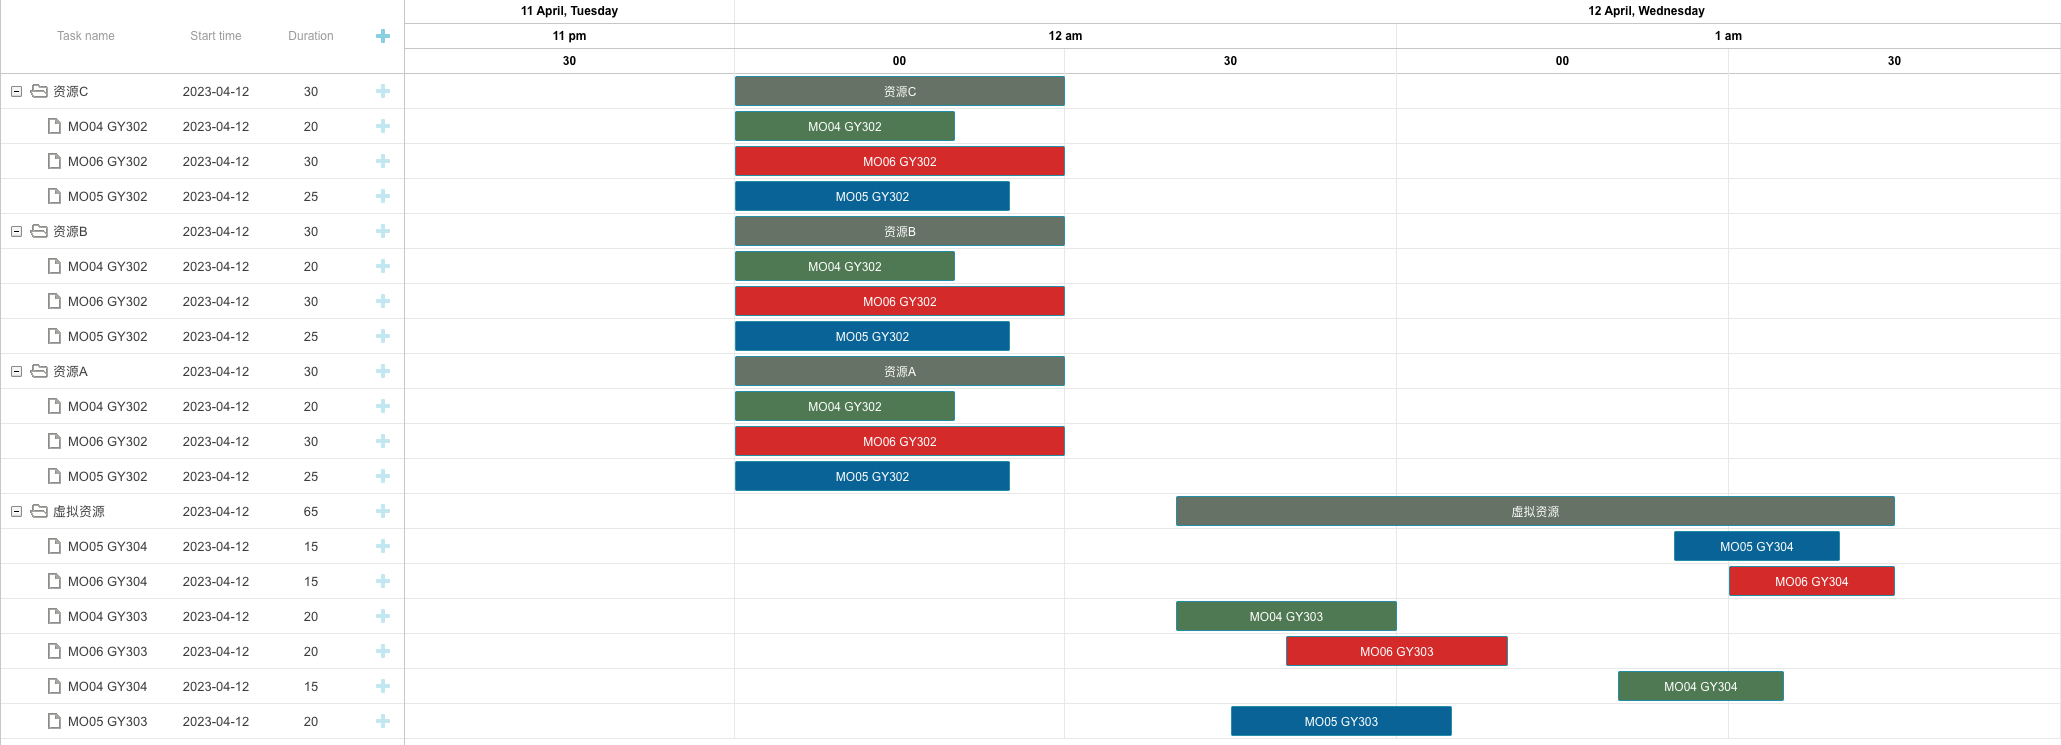 11 April, Tuesday 12 April, Wednesday
Task name Start time Duration 11 pm 12 am 1 am
30 00 30 00 30
资源C 2023-04-12 30 资源C
MO04 GY302 2023-04-12 20 MO04 GY302
MO06 GY302 2023-04-12 30 MO06 GY302
MO05 GY302 2023-04-12 25 MO05 GY302
资源B 2023-04-12 30 资源B
MO04 GY302 2023-04-12 20 MO04 GY302
MO06 GY302 2023-04-12 30 MO06 GY302
MO05 GY302 2023-04-12 25 MO05 GY302
资源A 2023-04-12 30 资源A
MO04 GY302 2023-04-12 20 MO04 GY302
MO06 GY302 2023-04-12 30 MO06 GY302
MO05 GY302 2023-04-12 25 MO05 GY302
虚拟资源 2023-04-12 65 虚拟资源
MO05 GY304 2023-04-12 15 MO05 GY304
MO06 GY304 2023-04-12 15 MO06 GY304
MO04 GY303 2023-04-12 20 MO04 GY303
MO06 GY303 2023-04-12 20 MO06 GY303
MO04 GY304 2023-04-12 15 MO04 GY304
MO05 GY303 2023-04-12 20 MO05 GY303